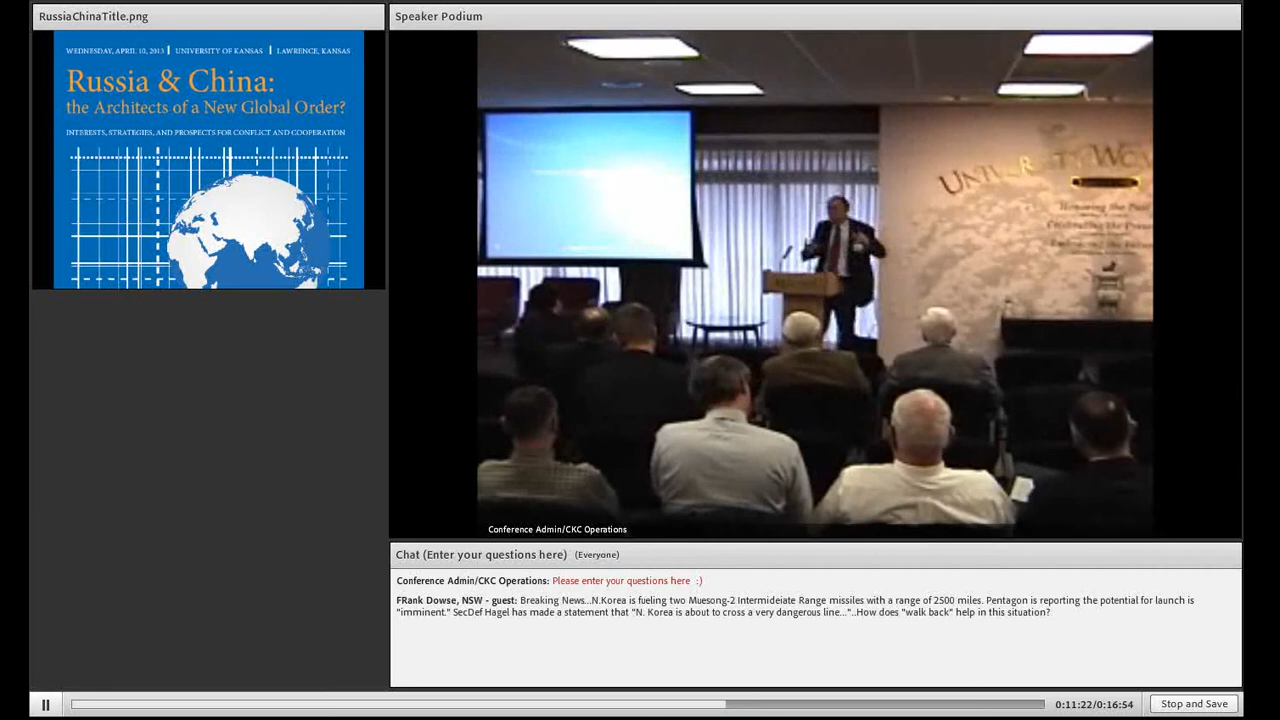 RussiaChinaTitle.png
WEDNESDAY, APRIL 10, 2013 | UNIVERSITY OF KANSAS | LAWRENCE, KANSAS
Russia & China:
the Architects of a New Global Order?
INTERESTS, STRATEGIES, AND PROSPECTS FOR CONFLICT AND COOPERATION
Speaker Podium
Honoring the Past
Conference Admin/CKC Operations
Chat (Enter your questions here) (Everyone)
Conference Admin/CKC Operations: Please enter your questions here :)
FRank Dowse, NSW - guest: Breaking News...N.Korea is fueling two Muesong-2 Intermideiate Range missiles with a range of 2500 miles. Pentagon is reporting the potential for launch is
"imminent." SecDef Hagel has made a statement that "N. Korea is about to cross a very dangerous line..."..How does "walk back" help in this situation?
0:11:22/0:16:54
Stop and Save